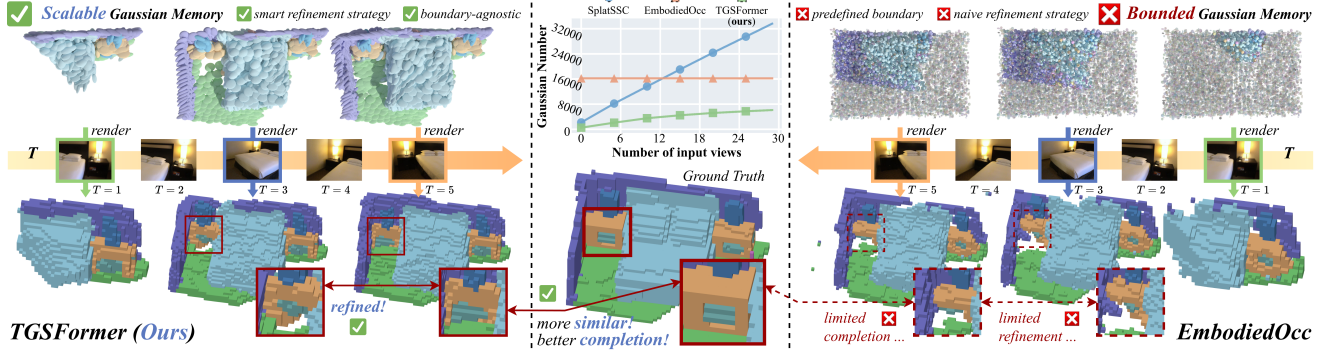 Scalable Gaussian Memory
smart refinement strategy
boundary-agnostic
render
render
render
T
T = 1
T = 2
T = 3
T = 4
T = 5
refined!
TGSFormer (Ours)
SplatSSC
EmbodiedOcc
TGSFormer
(ours)
Gaussian Number
32000
24000
16000
8000
0
0
6
12
18
24
30
Number of input views
Ground Truth
more similar!
better completion!
predefined boundary
naive refinement strategy
Bounded Gaussian Memory
render
render
render
T
T = 5
T = 4
T = 3
T = 2
T = 1
limited
completion ...
limited
refinement ...
EmbodiedOcc